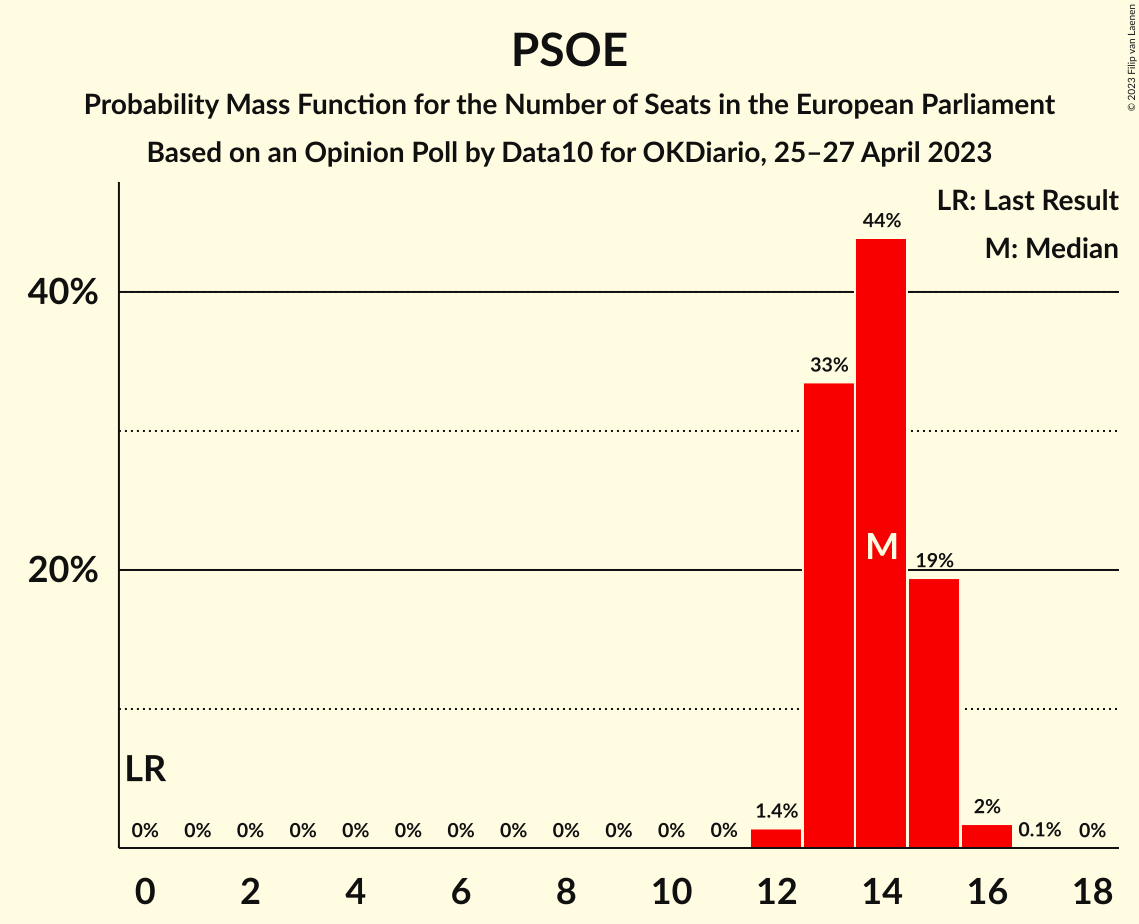 PSOE
Probability Mass Function for the Number of Seats in the European Parliament
Based on an Opinion Poll by Data10 for OKDiario, 25–27 April 2023
© 2023 Filip van Laenen
LR: Last Result
M: Median
44%
40%
33%
M
20%
19%
LR
0% 0% 0% 0% 0% 0% 0% 0% 0% 0% 0% 0% 1.4% 2% 0.1% 0%
0 2 4 6 8 10 12 14 16 18